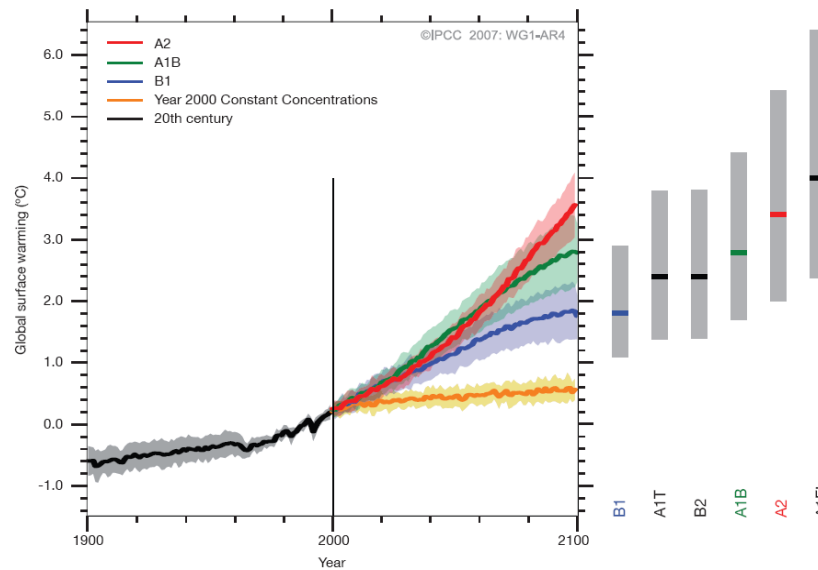 ©IPCC 2007: WG1-AR4
A2
A1B
B1
Year 2000 Constant Concentrations
20th century
Global surface warming (°C)
6.0
5.0
4.0
3.0
2.0
1.0
0.0
-1.0
1900
2000
2100
Year
B1
A1T
B2
A1B
A2